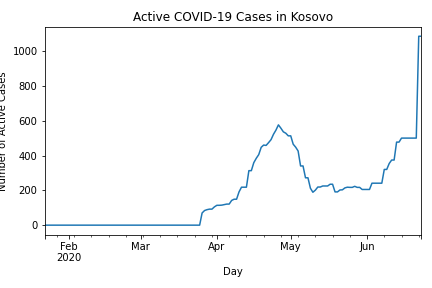 Active COVID-19 Cases in Kosovo
Number of Active Cases
1000
800
600
400
200
0
Feb
2020
Mar
Apr
May
Jun
Day